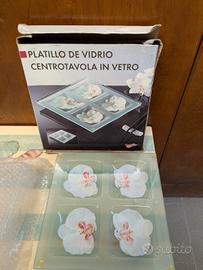 PLATILLO DE VIDRIO
CENTROTAVOLA IN VETRO
subito